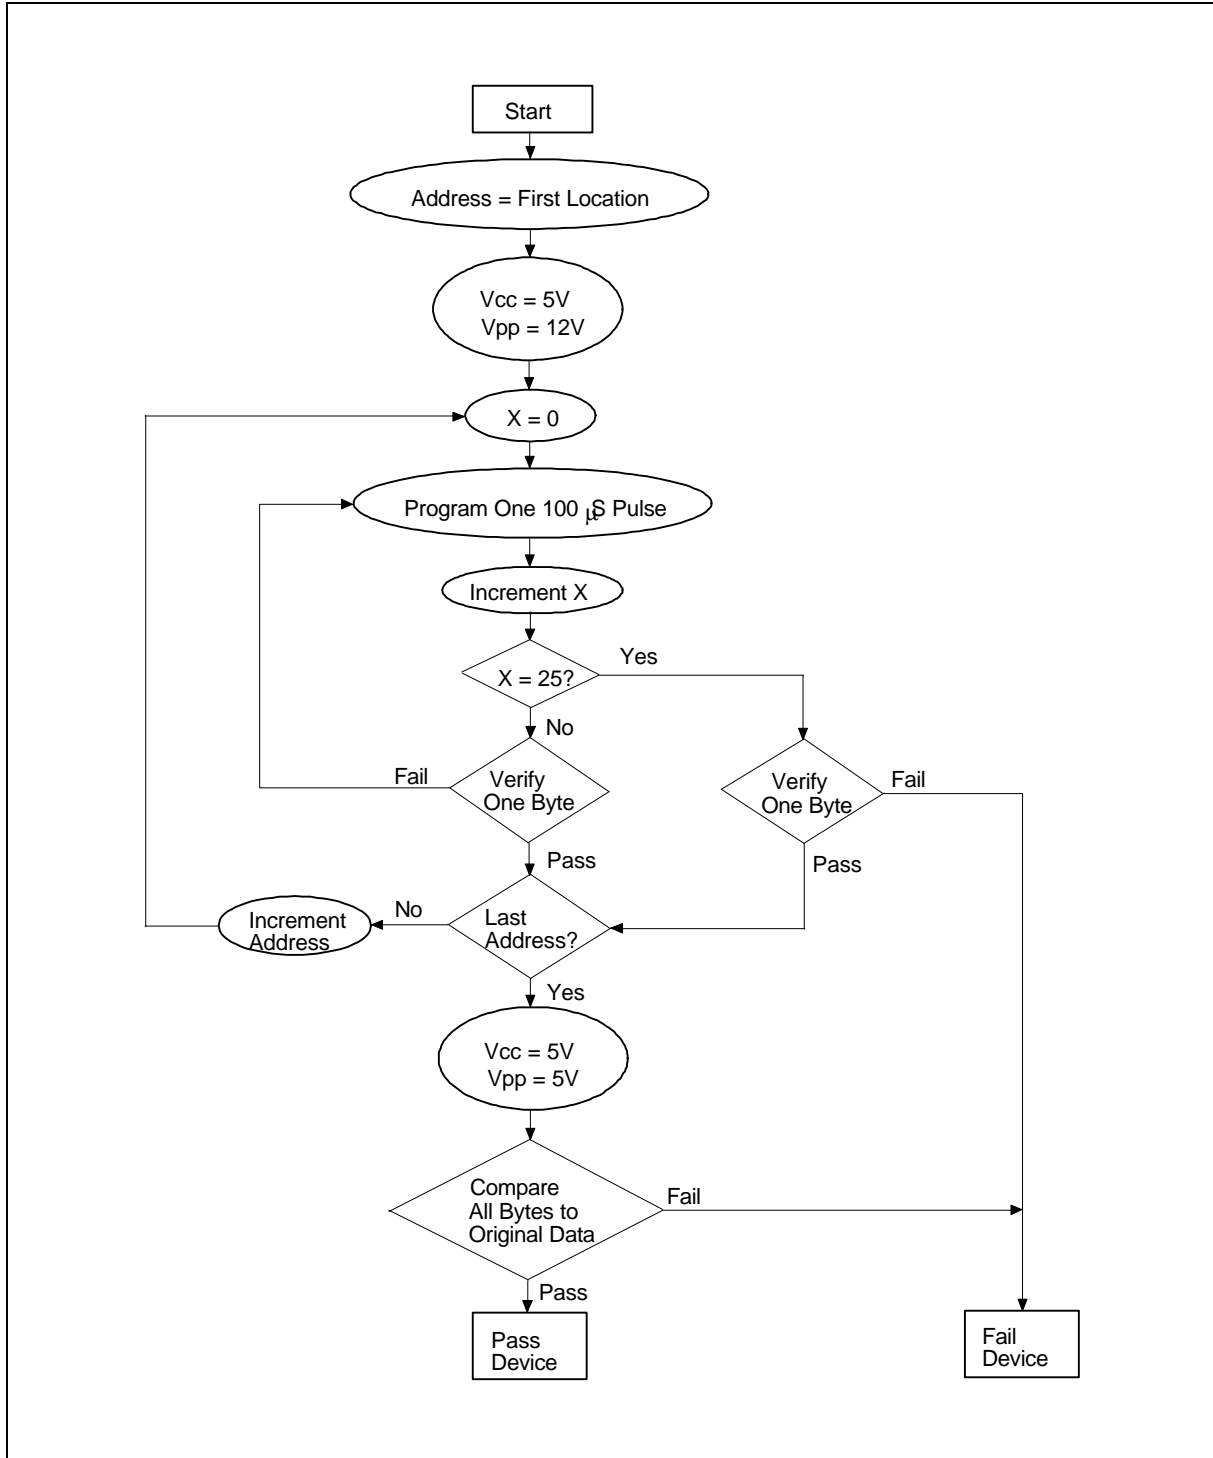 Start
Address = First Location
Vcc = 5V
Vpp = 12V
X = 0
Program One 100 μS Pulse
Increment X
X = 25?
Yes
No
Fail
Verify
One Byte
Verify
One Byte
Fail
Pass
Pass
Increment
Address
No
Last
Address?
Yes
Vcc = 5V
Vpp = 5V
Compare
All Bytes to
Original Data
Fail
Pass
Pass
Device
Fail
Device